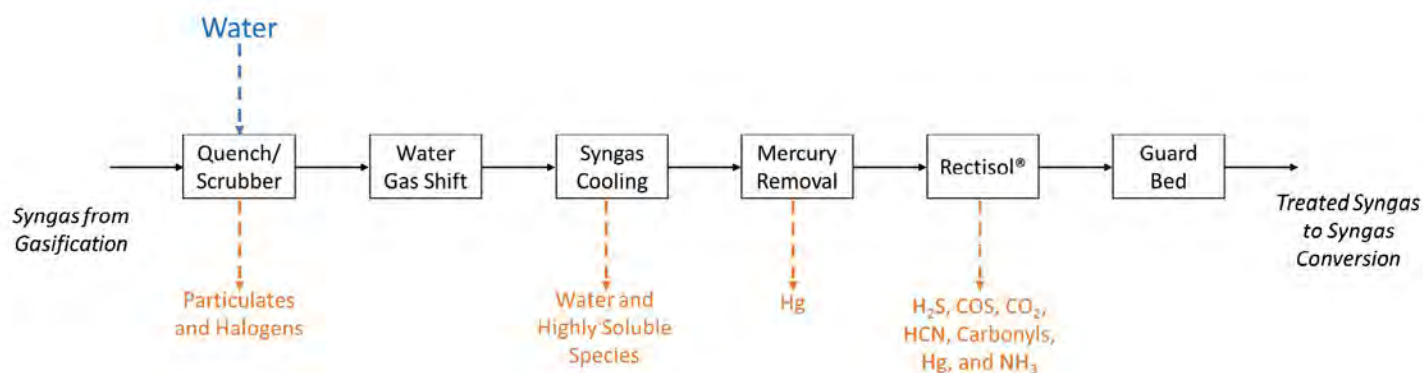 Water
Quench/
Scrubber
Water
Gas Shift
Syngas
Cooling
Mercury
Removal
Rectisol®
Guard
Bed
Syngas from
Gasification
Treated Syngas
to Syngas
Conversion
Particulates
and Halogens
Water and
Highly Soluble
Species
Hg
H₂S, COS, CO₂,
HCN, Carbonyls,
Hg, and NH₃